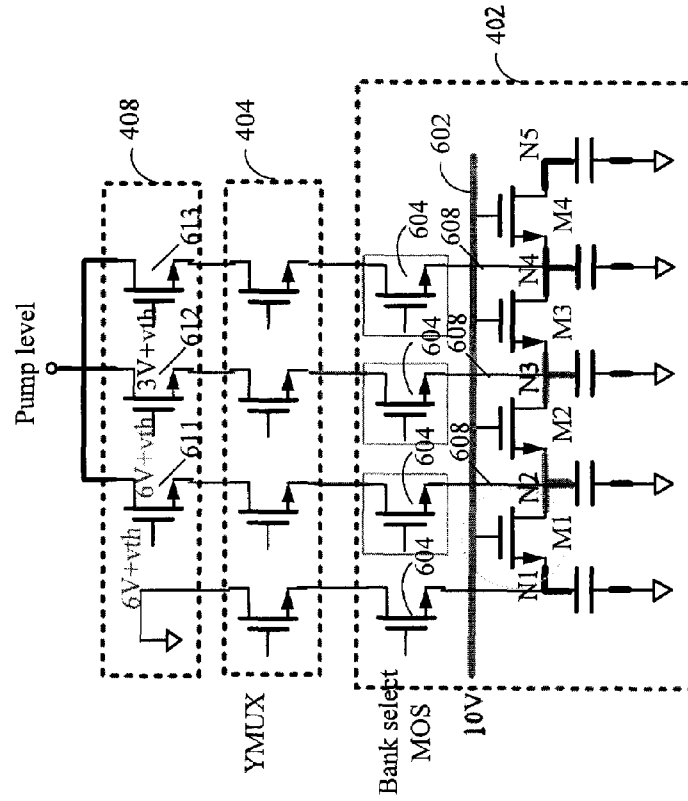 Pump level
408
6V+vth
611
6V+vth
612
3V+vth
613
YMUX
404
Bank select
MOS
604
604
604
604
402
10V
608
608
608
602
N1
N2
N3
N4
N5
M1
M2
M3
M4